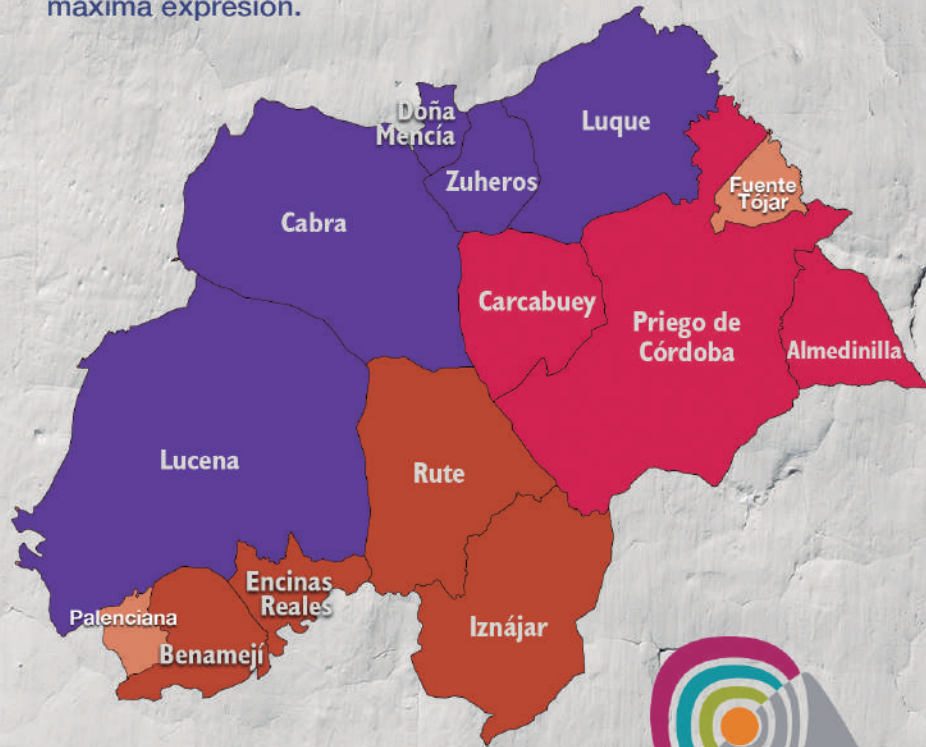 máxima expresión.
Doña
Mencía
Luque
Zuheros
Fuente
Tójar
Cabra
Carcabuey
Priego de
Córdoba
Almedinilla
Lucena
Rute
Encinas
Reales
Palenciana
Iznájar
Benamejí